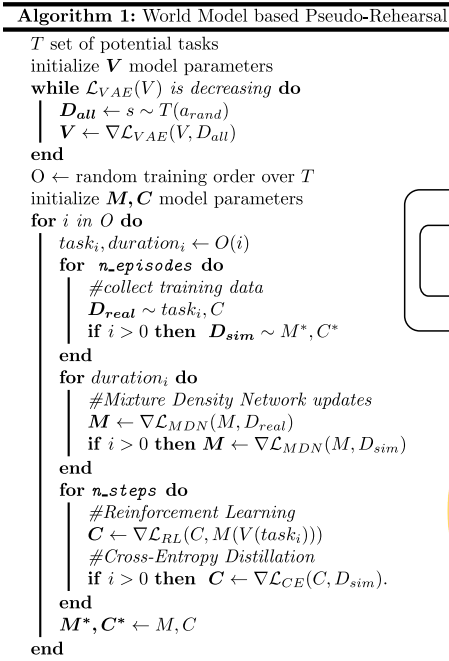 Algorithm 1: World Model based Pseudo-Rehearsal
T set of potential tasks
initialize V model parameters
while ℒ_VAE(V) is decreasing do
D_all ← s ∼ T(a_rand)
V ← ∇ℒ_VAE(V, D_all)
end
O ← random training order over T
initialize M, C model parameters
for i in O do
task_i, duration_i ← O(i)
for n_episodes do
#collect training data
D_real ∼ task_i, C
if i > 0 then D_sim ∼ M*, C*
end
for duration_i do
#Mixture Density Network updates
M ← ∇ℒ_MDN(M, D_real)
if i > 0 then M ← ∇ℒ_MDN(M, D_sim)
end
for n_steps do
#Reinforcement Learning
C ← ∇ℒ_RL(C, M(V(task_i)))
#Cross-Entropy Distillation
if i > 0 then C ← ∇ℒ_CE(C, D_sim).
end
M*, C* ← M, C
end